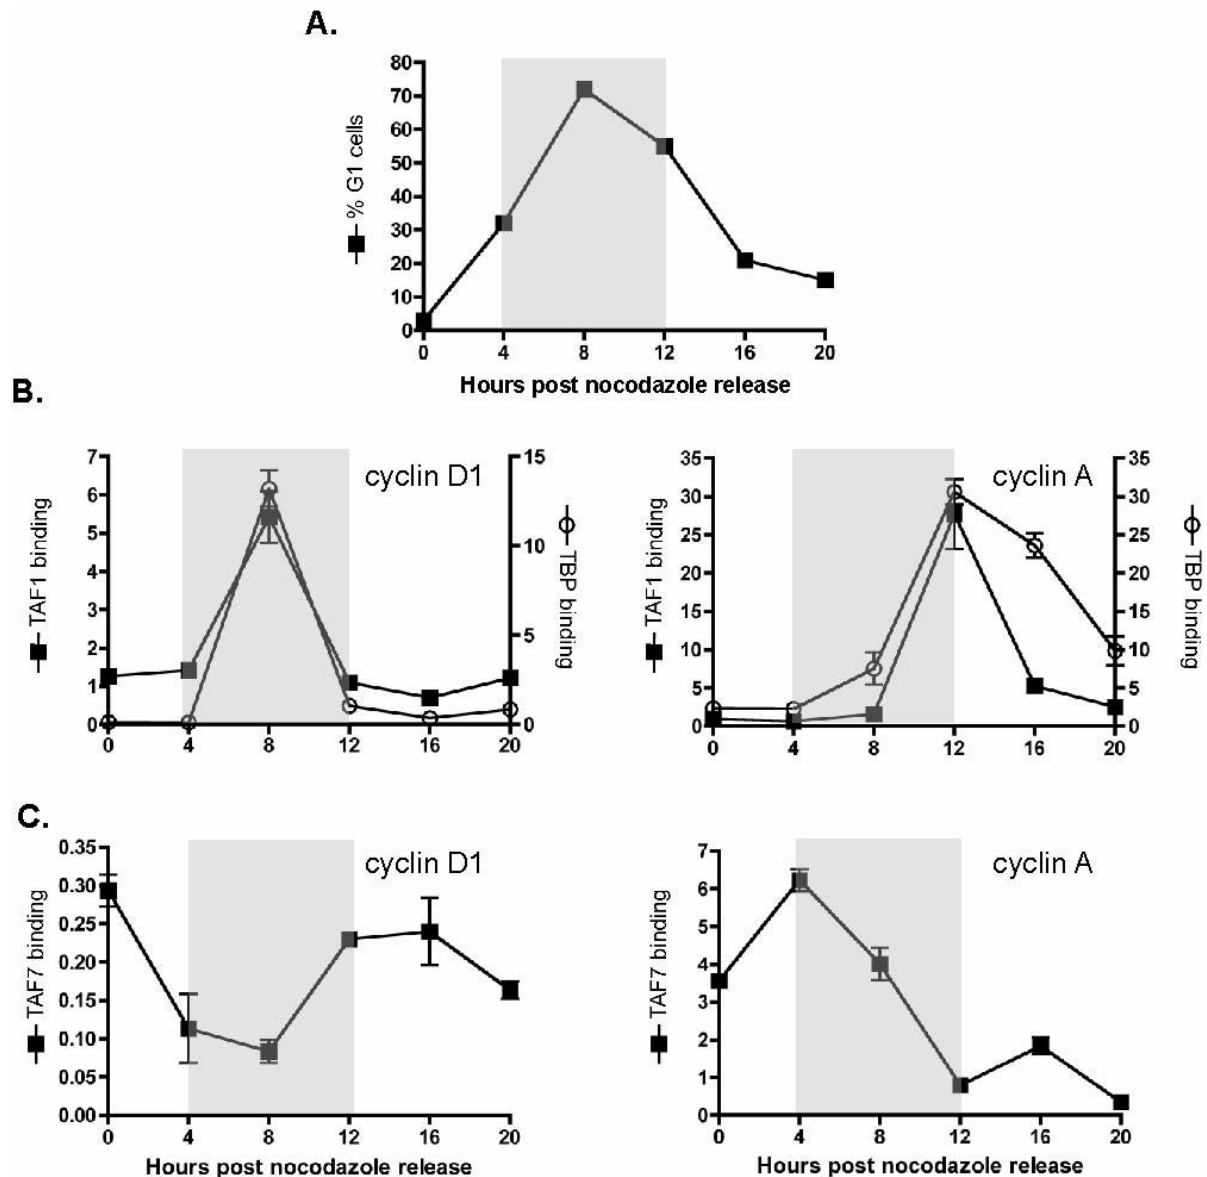 A.
80
70
60
50
40
30
20
10
0
% G1 cells
0 4 8 12 16 20
Hours post nocodazole release
B.
7
6
5
4
3
2
1
0
TAF1 binding
cyclin D1
15
10
5
0
TBP binding
0 4 8 12 16 20
35
30
25
20
15
10
5
0
TAF1 binding
cyclin A
35
30
25
20
15
10
5
0
TBP binding
0 4 8 12 16 20
C.
0.35
0.30
0.25
0.20
0.15
0.10
0.05
0.00
TAF7 binding
cyclin D1
0 4 8 12 16 20
Hours post nocodazole release
7
6
5
4
3
2
1
0
TAF7 binding
cyclin A
0 4 8 12 16 20
Hours post nocodazole release